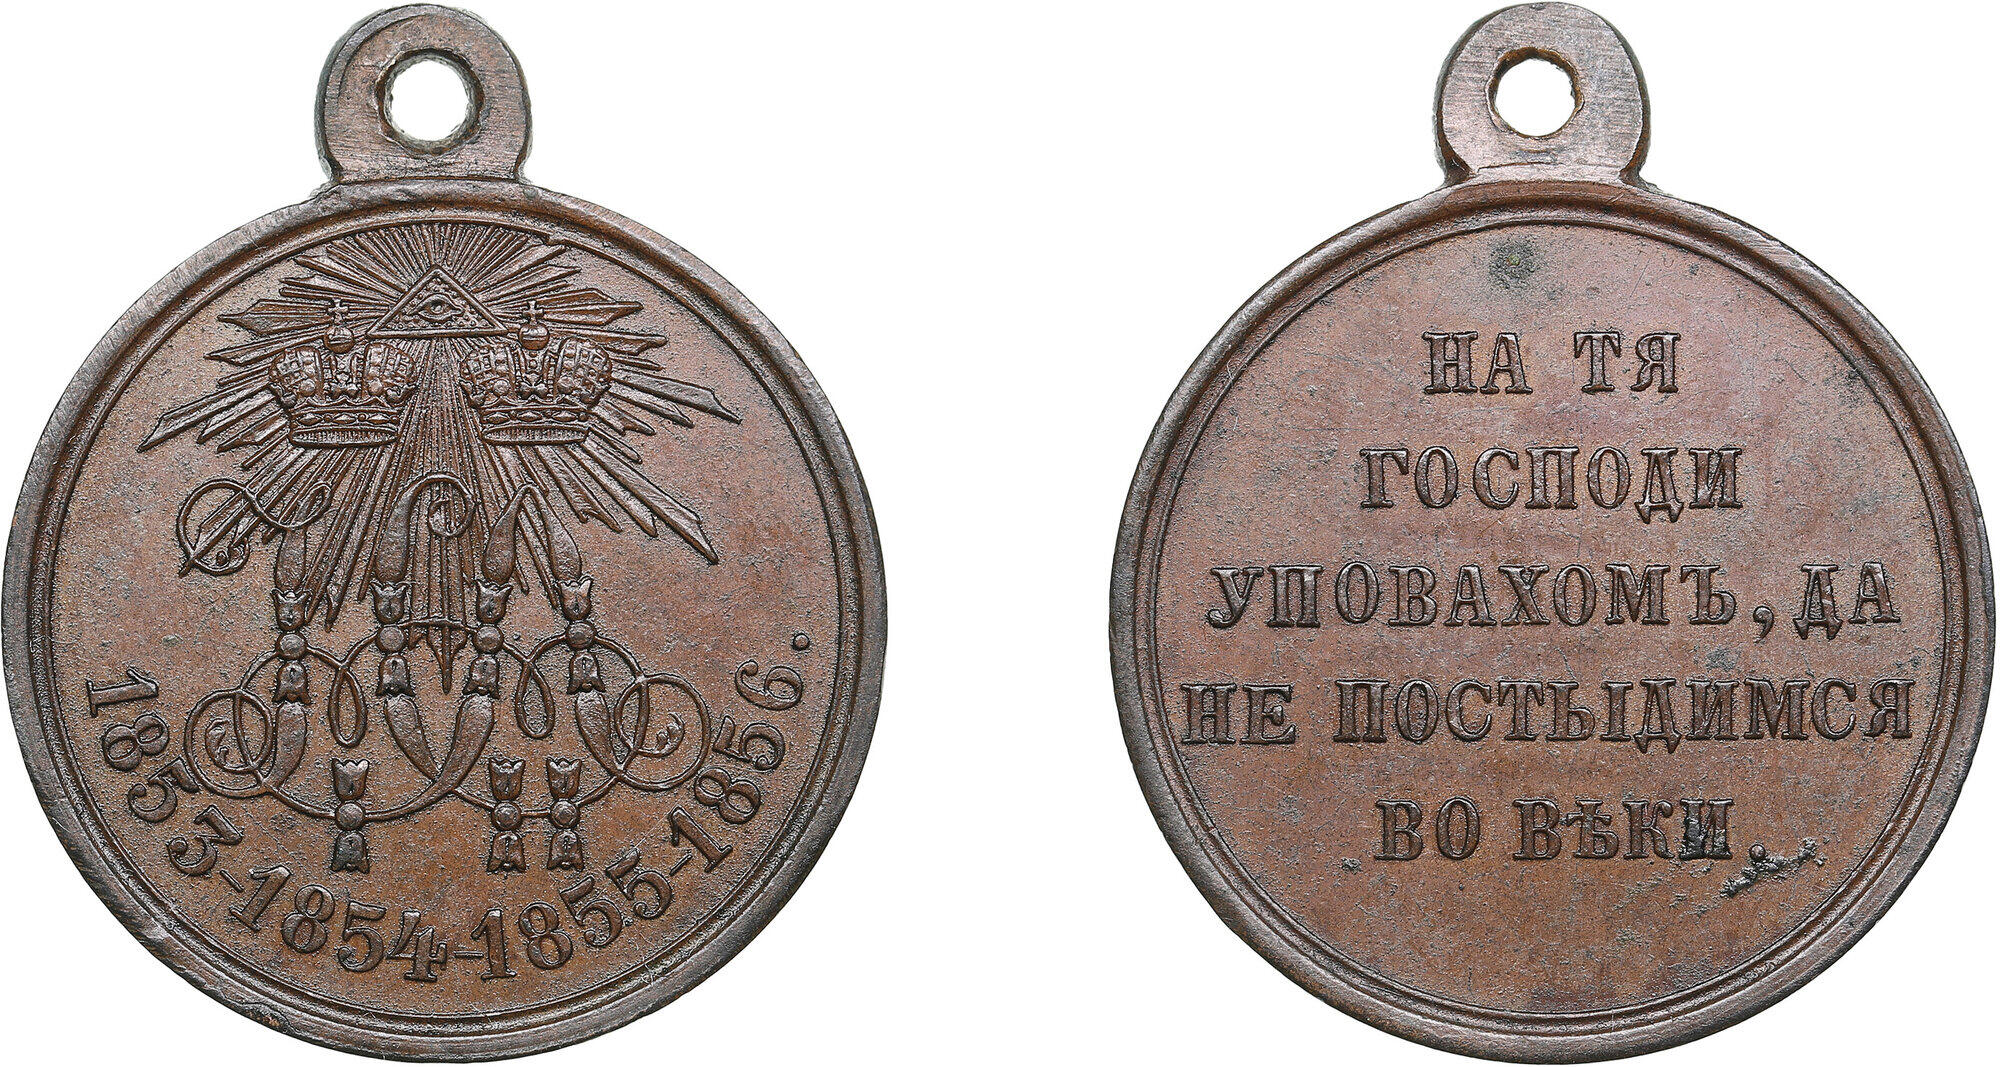 1853-1854-1855-1856.
НА ТЯ
ГОСПОДИ
УПОВАХОМЪ, ДА
НЕ ПОСТЫДИМСЯ
ВО ВѢКИ.